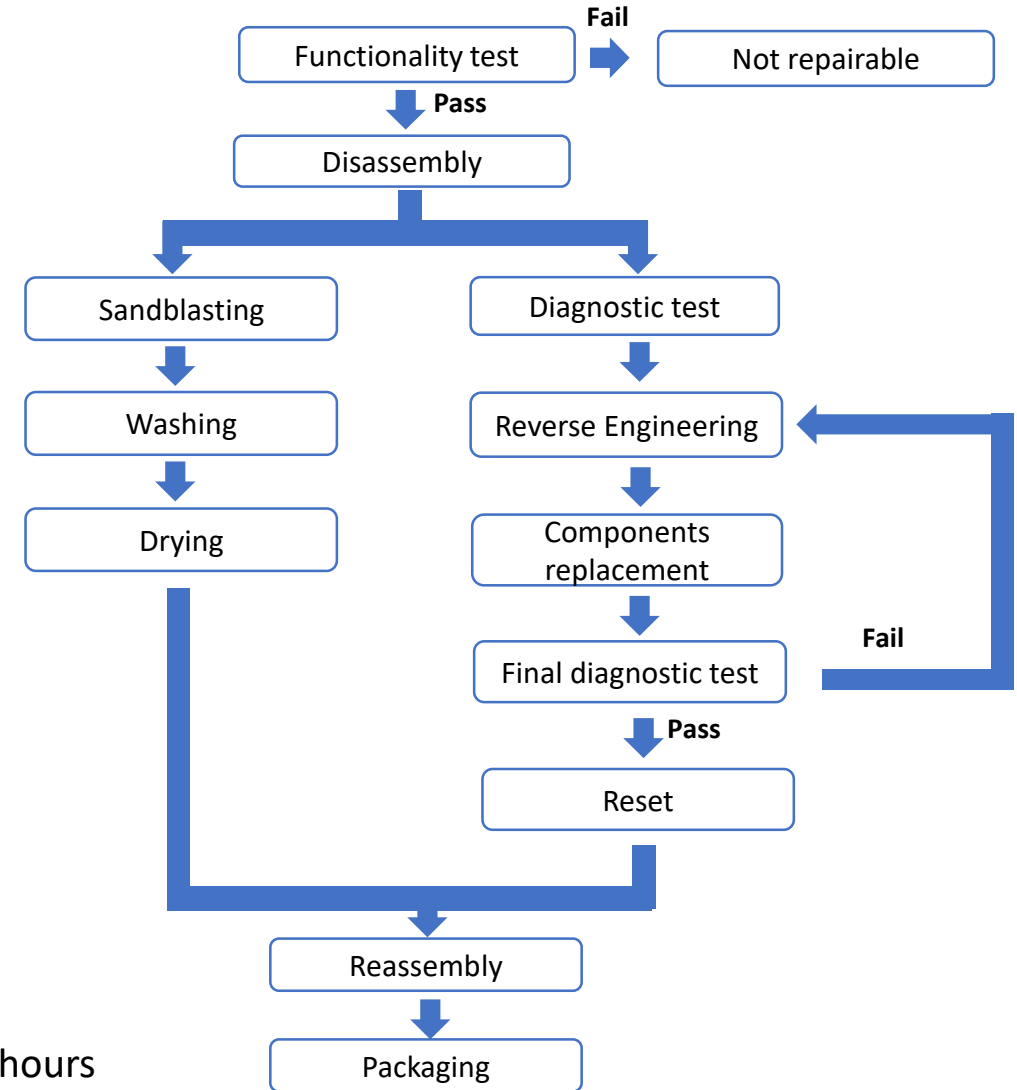 Fail
Functionality test
Not repairable
Pass
Disassembly
Sandblasting
Diagnostic test
Washing
Reverse Engineering
Drying
Components
replacement
Fail
Final diagnostic test
Pass
Reset
Reassembly
hours
Packaging